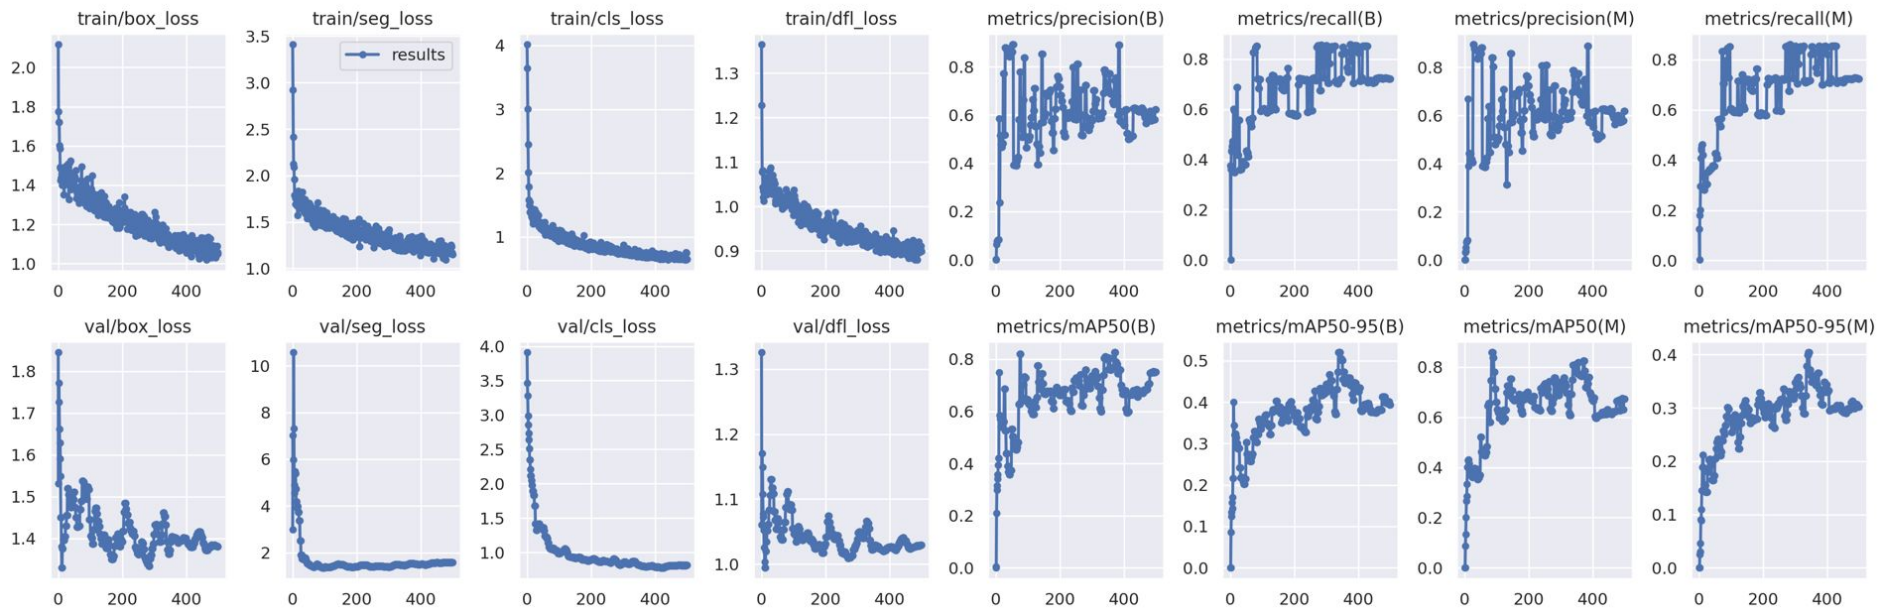 train/box_loss
train/seg_loss
train/cls_loss
train/dfl_loss
metrics/precision(B)
metrics/recall(B)
metrics/precision(M)
metrics/recall(M)
2.0
1.8
1.6
1.4
1.2
1.0
0 200 400
3.5
3.0
2.5
2.0
1.5
1.0
results
0 200 400
4
3
2
1
0 200 400
1.3
1.2
1.1
1.0
0.9
0 200 400
0.8
0.6
0.4
0.2
0.0
0 200 400
0.8
0.6
0.4
0.2
0.0
0 200 400
0.8
0.6
0.4
0.2
0.0
0 200 400
0.8
0.6
0.4
0.2
0.0
0 200 400
val/box_loss
val/seg_loss
val/cls_loss
val/dfl_loss
metrics/mAP50(B)
metrics/mAP50-95(B)
metrics/mAP50(M)
metrics/mAP50-95(M)
1.8
1.7
1.6
1.5
1.4
0 200 400
10
8
6
4
2
0 200 400
4.0
3.5
3.0
2.5
2.0
1.5
1.0
0 200 400
1.3
1.2
1.1
1.0
0 200 400
0.8
0.6
0.4
0.2
0.0
0 200 400
0.5
0.4
0.3
0.2
0.1
0.0
0 200 400
0.8
0.6
0.4
0.2
0.0
0 200 400
0.4
0.3
0.2
0.1
0.0
0 200 400